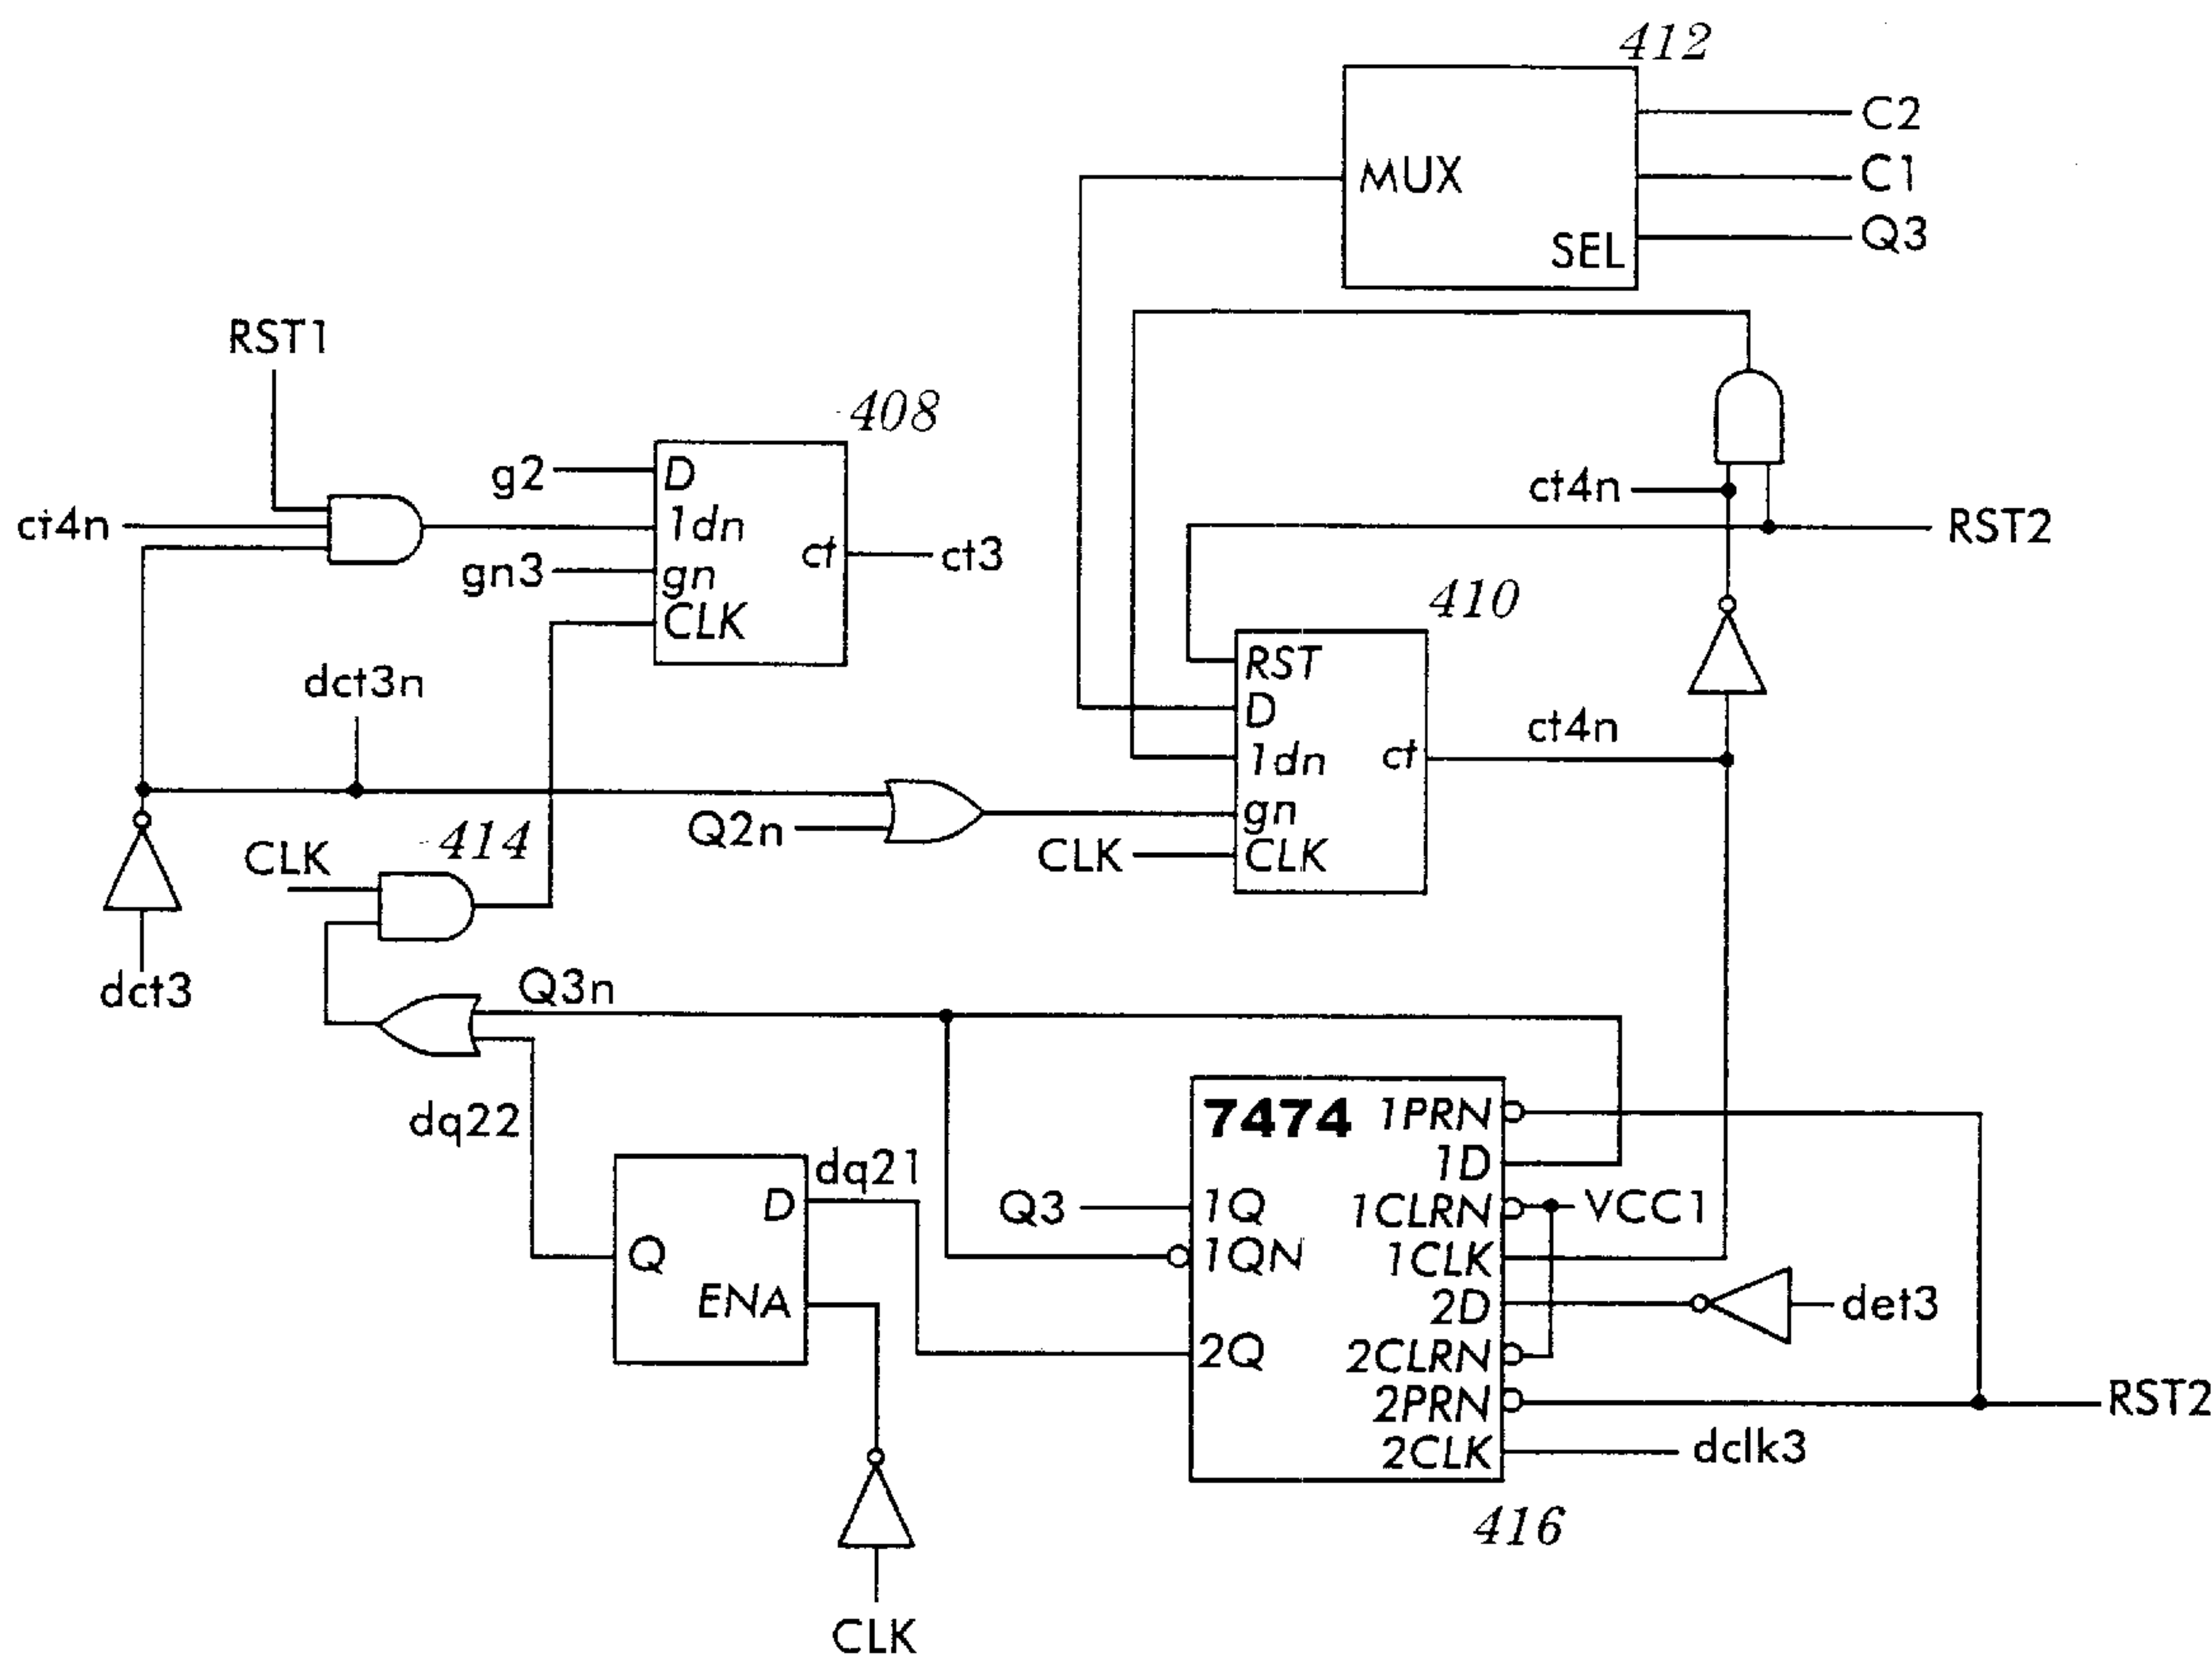 412
C2
MUX
C1
SEL
Q3
RST1
408
g2
D
ct4n
1dn
ct
ct3
gn3
gn
CLK
ct4n
RST2
410
dct3n
RST
D
ct4n
1dn
ct
gn
Q2n
CLK
CLK
414
CLK
dct3
Q3n
7474
1PRN
dq22
dq21
1D
D
Q3
1Q
1CLRN
VCC1
Q
1QN
1CLK
ENA
2D
det3
2Q
2CLRN
2PRN
RST2
2CLK
dclk3
416
CLK